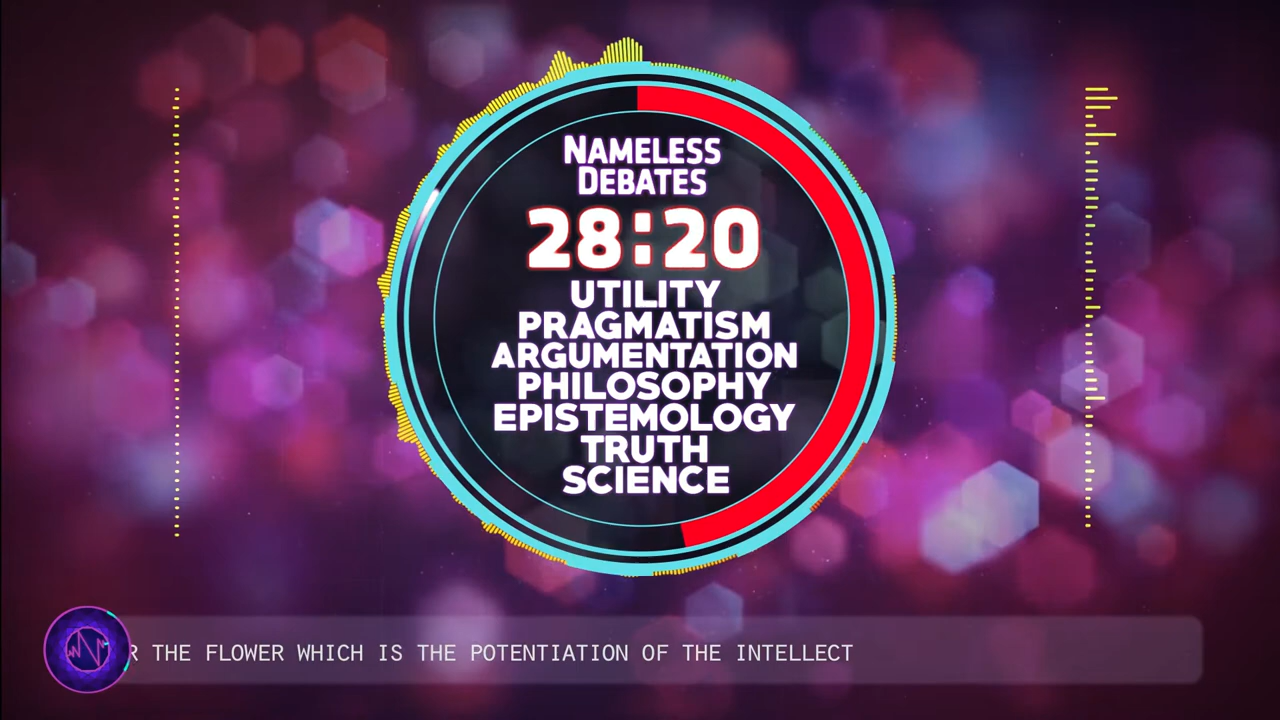 NAMELESS
DEBATES
28:20
UTILITY
PRAGMATISM
ARGUMENTATION
PHILOSOPHY
EPISTEMOLOGY
TRUTH
SCIENCE
R THE FLOWER WHICH IS THE POTENTIATION OF THE INTELLECT